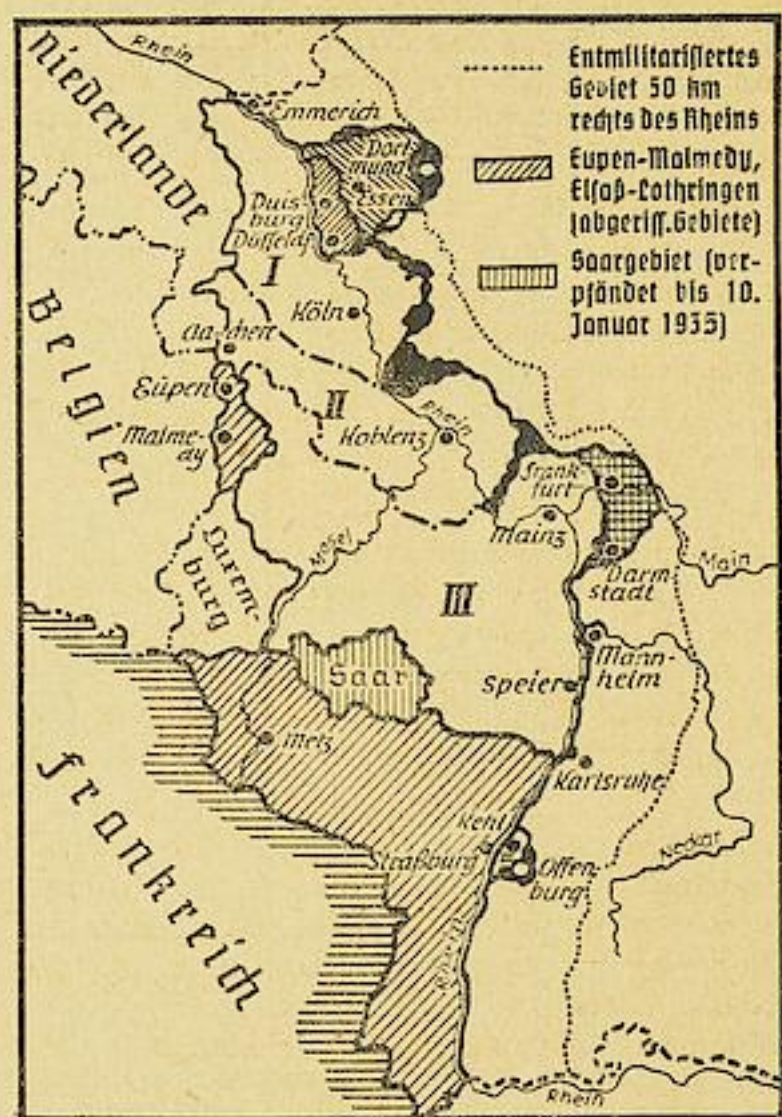 Rhein
Niederlande
Emmerich
Entmilitarisiertes
Gebiet 50 km
rechts des Rheins
Eupen-Malmedy,
Elsaß-Lothringen
(abgeriss. Gebiete)
Saargebiet (ver-
pfändet bis 10.
Januar 1935)
Dort-
mund
Essen
Duis-
burg
Düsseldf
I
Köln
Belgien
Aachen
Eupen
Malme-
dy
II
Rhein
Koblenz
Frank
furt
Mainz
Main
Darm-
stadt
Mosel
Luxem-
burg
III
Mann-
heim
Saar
Speier
Metz
Karlsruhe
Frankreich
Kehl
Straßburg
Offen-
burg
Neckar
Rhein
Rhein